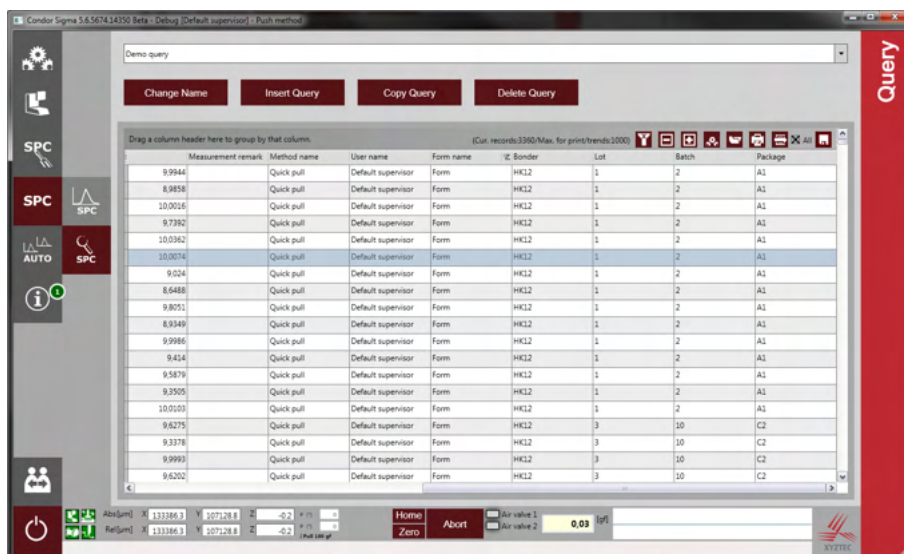 Condor Sigma 5.6.5674.14350 Beta - Debug [Default supervisor] - Push method
Query
Demo query
Change Name Insert Query Copy Query Delete Query
Drag a column header here to group by that column. (Cur. records:3360/Max. for print/trends:1000) All
Measurement remark Method name User name Form name Bonder Lot Batch Package
9,9944 Quick pull Default supervisor Form HK12 1 2 A1
8,9858 Quick pull Default supervisor Form HK12 1 2 A1
10,0016 Quick pull Default supervisor Form HK12 1 2 A1
9,7392 Quick pull Default supervisor Form HK12 1 2 A1
10,0362 Quick pull Default supervisor Form HK12 1 2 A1
10,0074 Quick pull Default supervisor Form HK12 1 2 A1
9,024 Quick pull Default supervisor Form HK12 1 2 A1
8,6488 Quick pull Default supervisor Form HK12 1 2 A1
9,8051 Quick pull Default supervisor Form HK12 1 2 A1
8,9349 Quick pull Default supervisor Form HK12 1 2 A1
9,9986 Quick pull Default supervisor Form HK12 1 2 A1
9,414 Quick pull Default supervisor Form HK12 1 2 A1
9,5879 Quick pull Default supervisor Form HK12 1 2 A1
9,3505 Quick pull Default supervisor Form HK12 1 2 A1
10,0103 Quick pull Default supervisor Form HK12 1 2 A1
9,6275 Quick pull Default supervisor Form HK12 3 10 C2
9,3378 Quick pull Default supervisor Form HK12 3 10 C2
9,9993 Quick pull Default supervisor Form HK12 3 10 C2
9,6202 Quick pull Default supervisor Form HK12 3 10 C2
SPC
SPC
SPC
AUTO
SPC
1
Abs[µm] X 133386.3 Y 107128.8 Z -0.2
Rel[µm] X 133386.3 Y 107128.8 Z -0.2
Pull 100 gf
Home
Zero
Abort
Air valve 1
Air valve 2
0,03 [gf]
XYZTEC